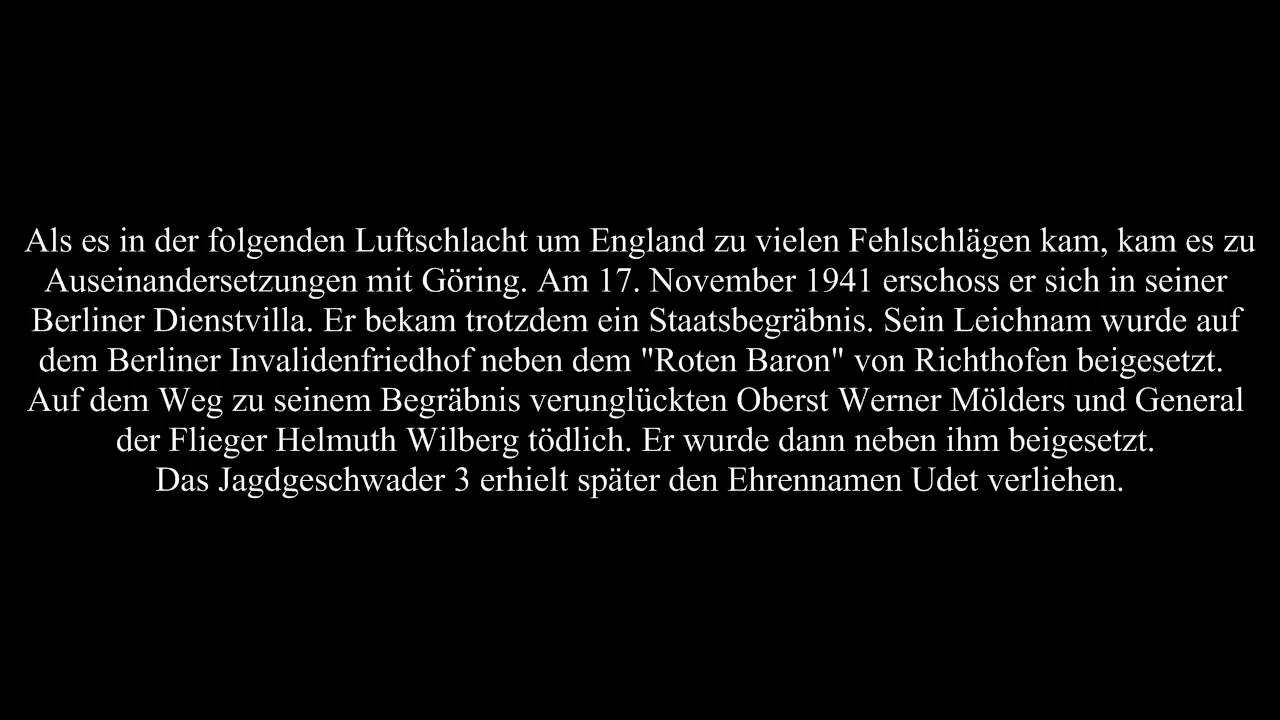 Als es in der folgenden Luftschlacht um England zu vielen Fehlschlägen kam, kam es zu
Auseinandersetzungen mit Göring. Am 17. November 1941 erschoss er sich in seiner
Berliner Dienstvilla. Er bekam trotzdem ein Staatsbegräbnis. Sein Leichnam wurde auf
dem Berliner Invalidenfriedhof neben dem "Roten Baron" von Richthofen beigesetzt.
Auf dem Weg zu seinem Begräbnis verunglückten Oberst Werner Mölders und General
der Flieger Helmuth Wilberg tödlich. Er wurde dann neben ihm beigesetzt.
Das Jagdgeschwader 3 erhielt später den Ehrennamen Udet verliehen.